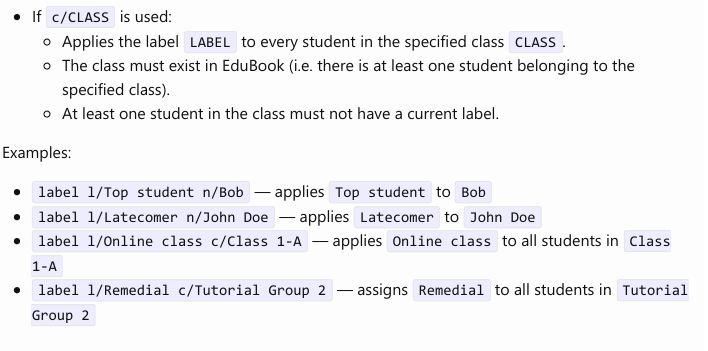 • If c/CLASS is used:
◦ Applies the label LABEL to every student in the specified class CLASS.
◦ The class must exist in EduBook (i.e. there is at least one student belonging to the
specified class).
◦ At least one student in the class must not have a current label.
Examples:
• label l/Top student n/Bob — applies Top student to Bob
• label l/Latecomer n/John Doe — applies Latecomer to John Doe
• label l/Online class c/Class 1-A — applies Online class to all students in Class
1-A
• label l/Remedial c/Tutorial Group 2 — assigns Remedial to all students in Tutorial
Group 2